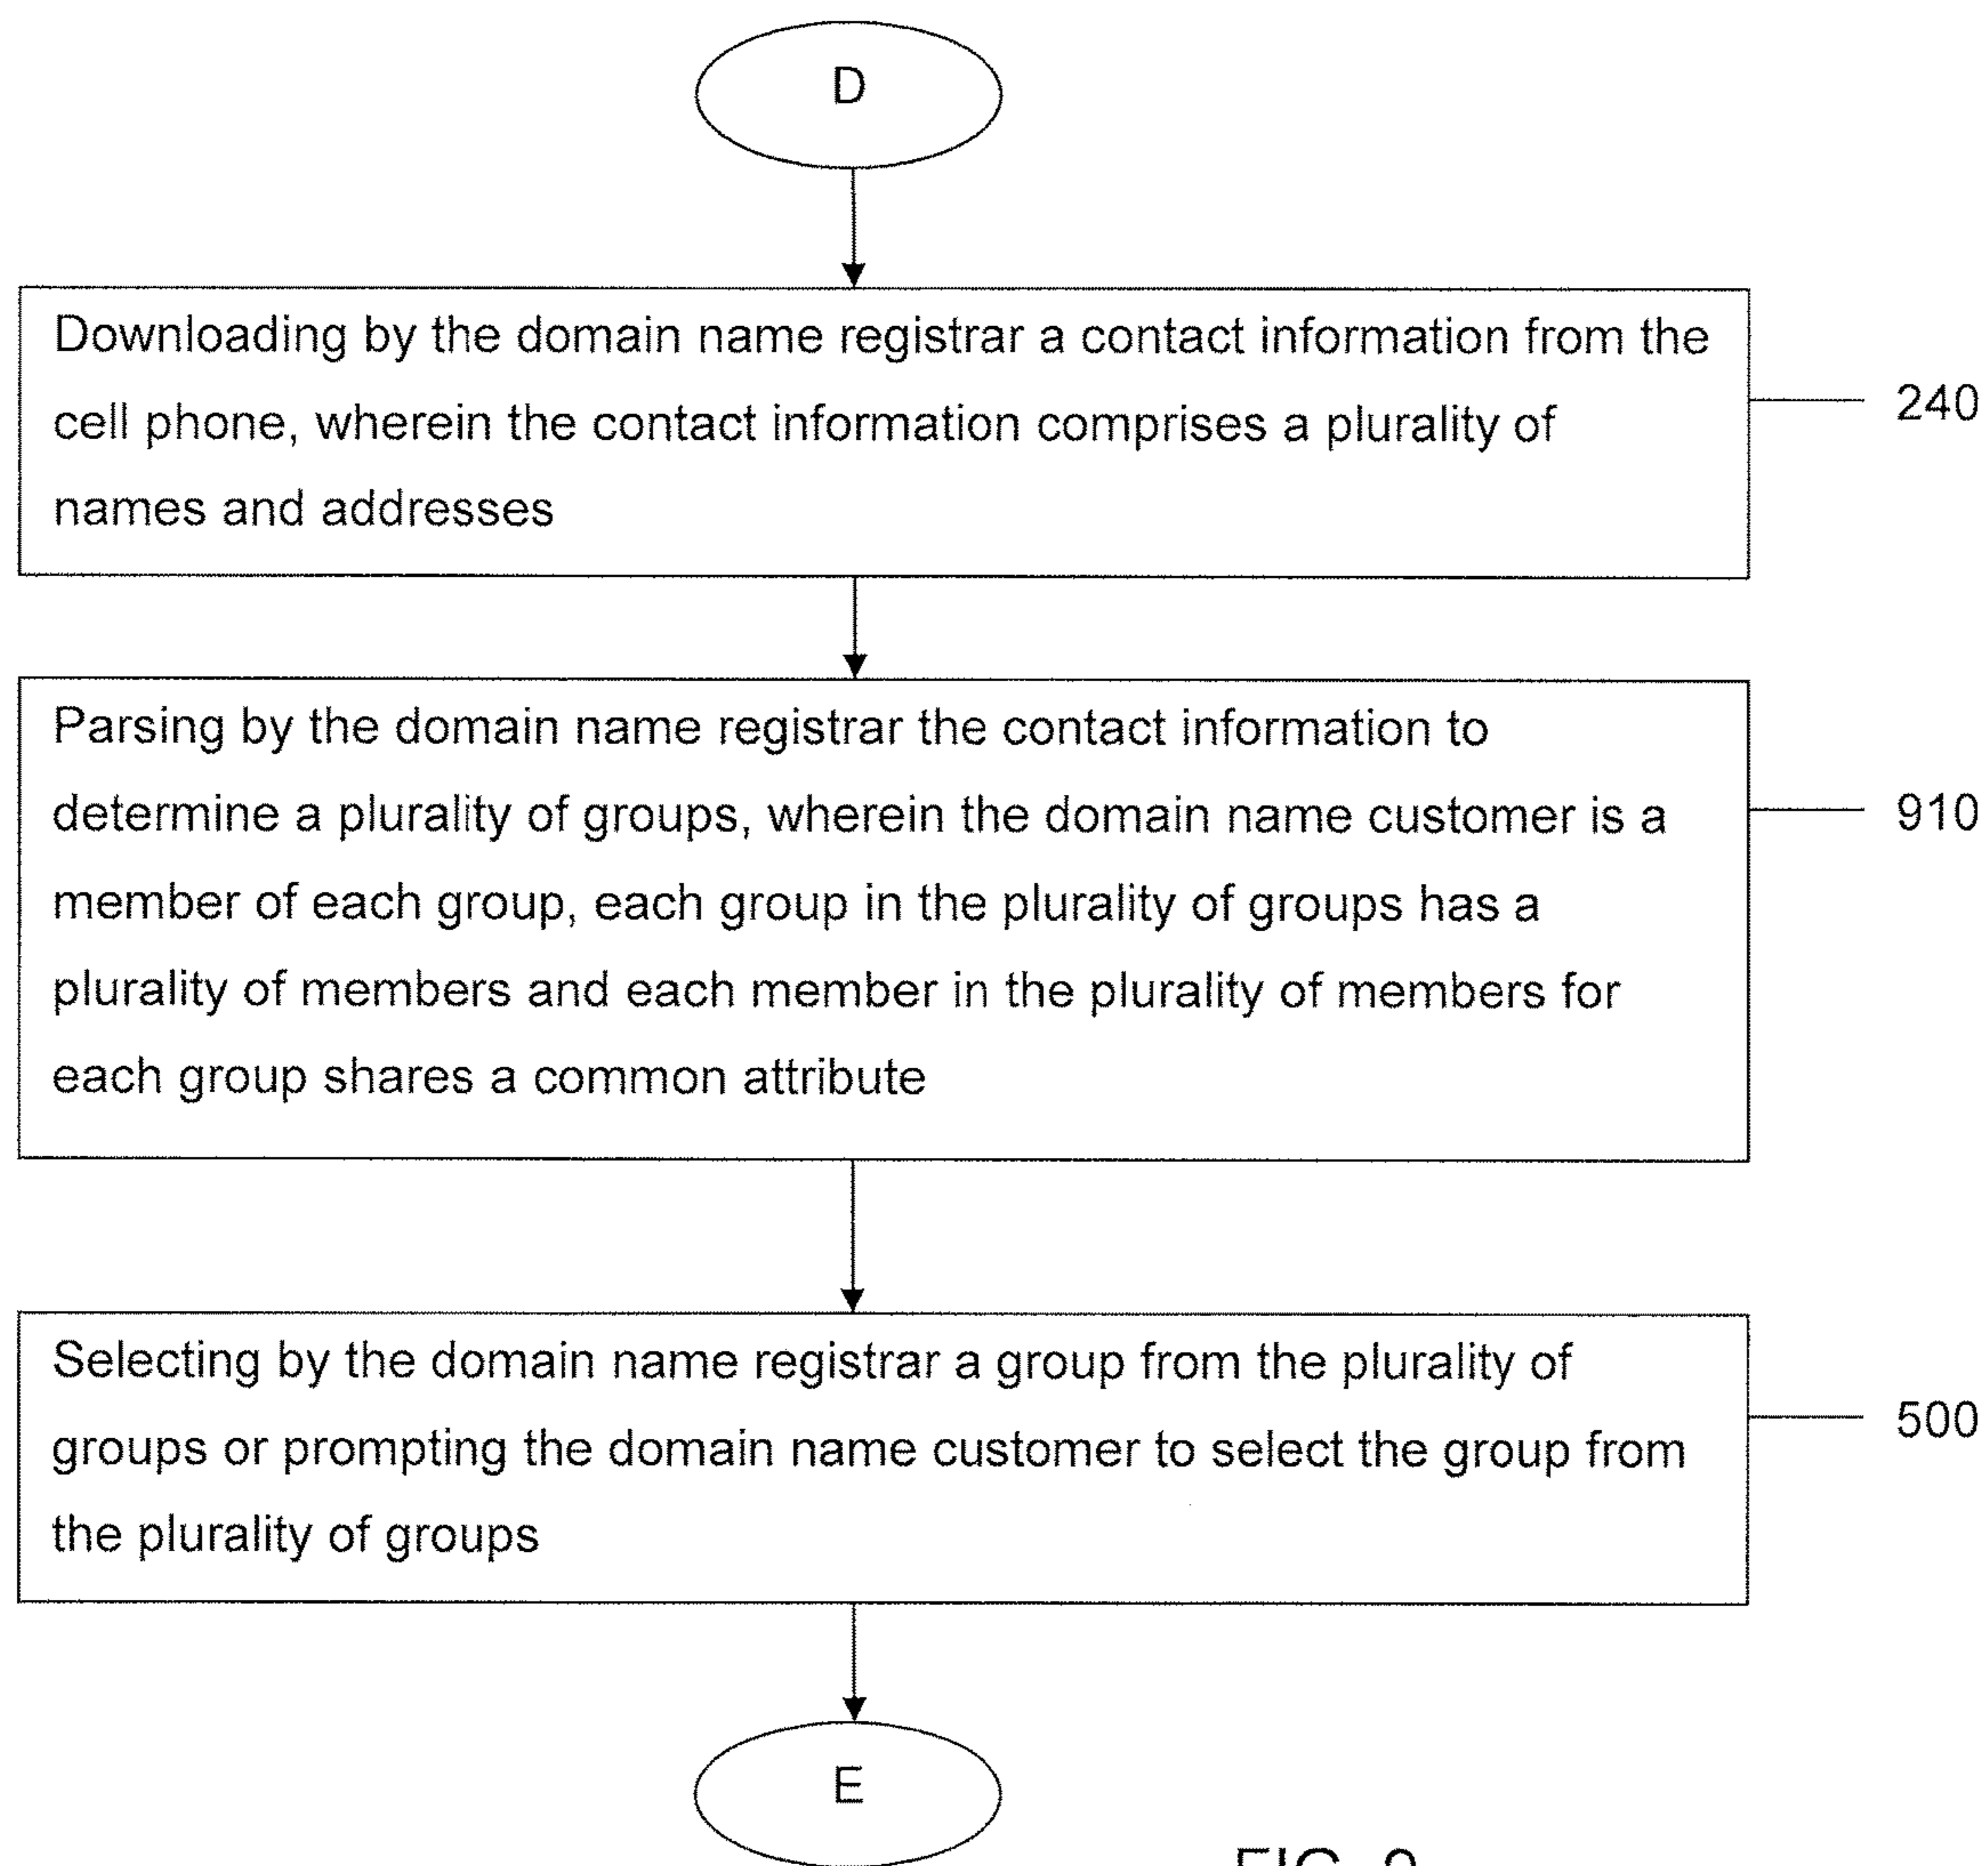 D
Downloading by the domain name registrar a contact information from the
cell phone, wherein the contact information comprises a plurality of
names and addresses
240
Parsing by the domain name registrar the contact information to
determine a plurality of groups, wherein the domain name customer is a
member of each group, each group in the plurality of groups has a
plurality of members and each member in the plurality of members for
each group shares a common attribute
910
Selecting by the domain name registrar a group from the plurality of
groups or prompting the domain name customer to select the group from
the plurality of groups
500
E
FIG.